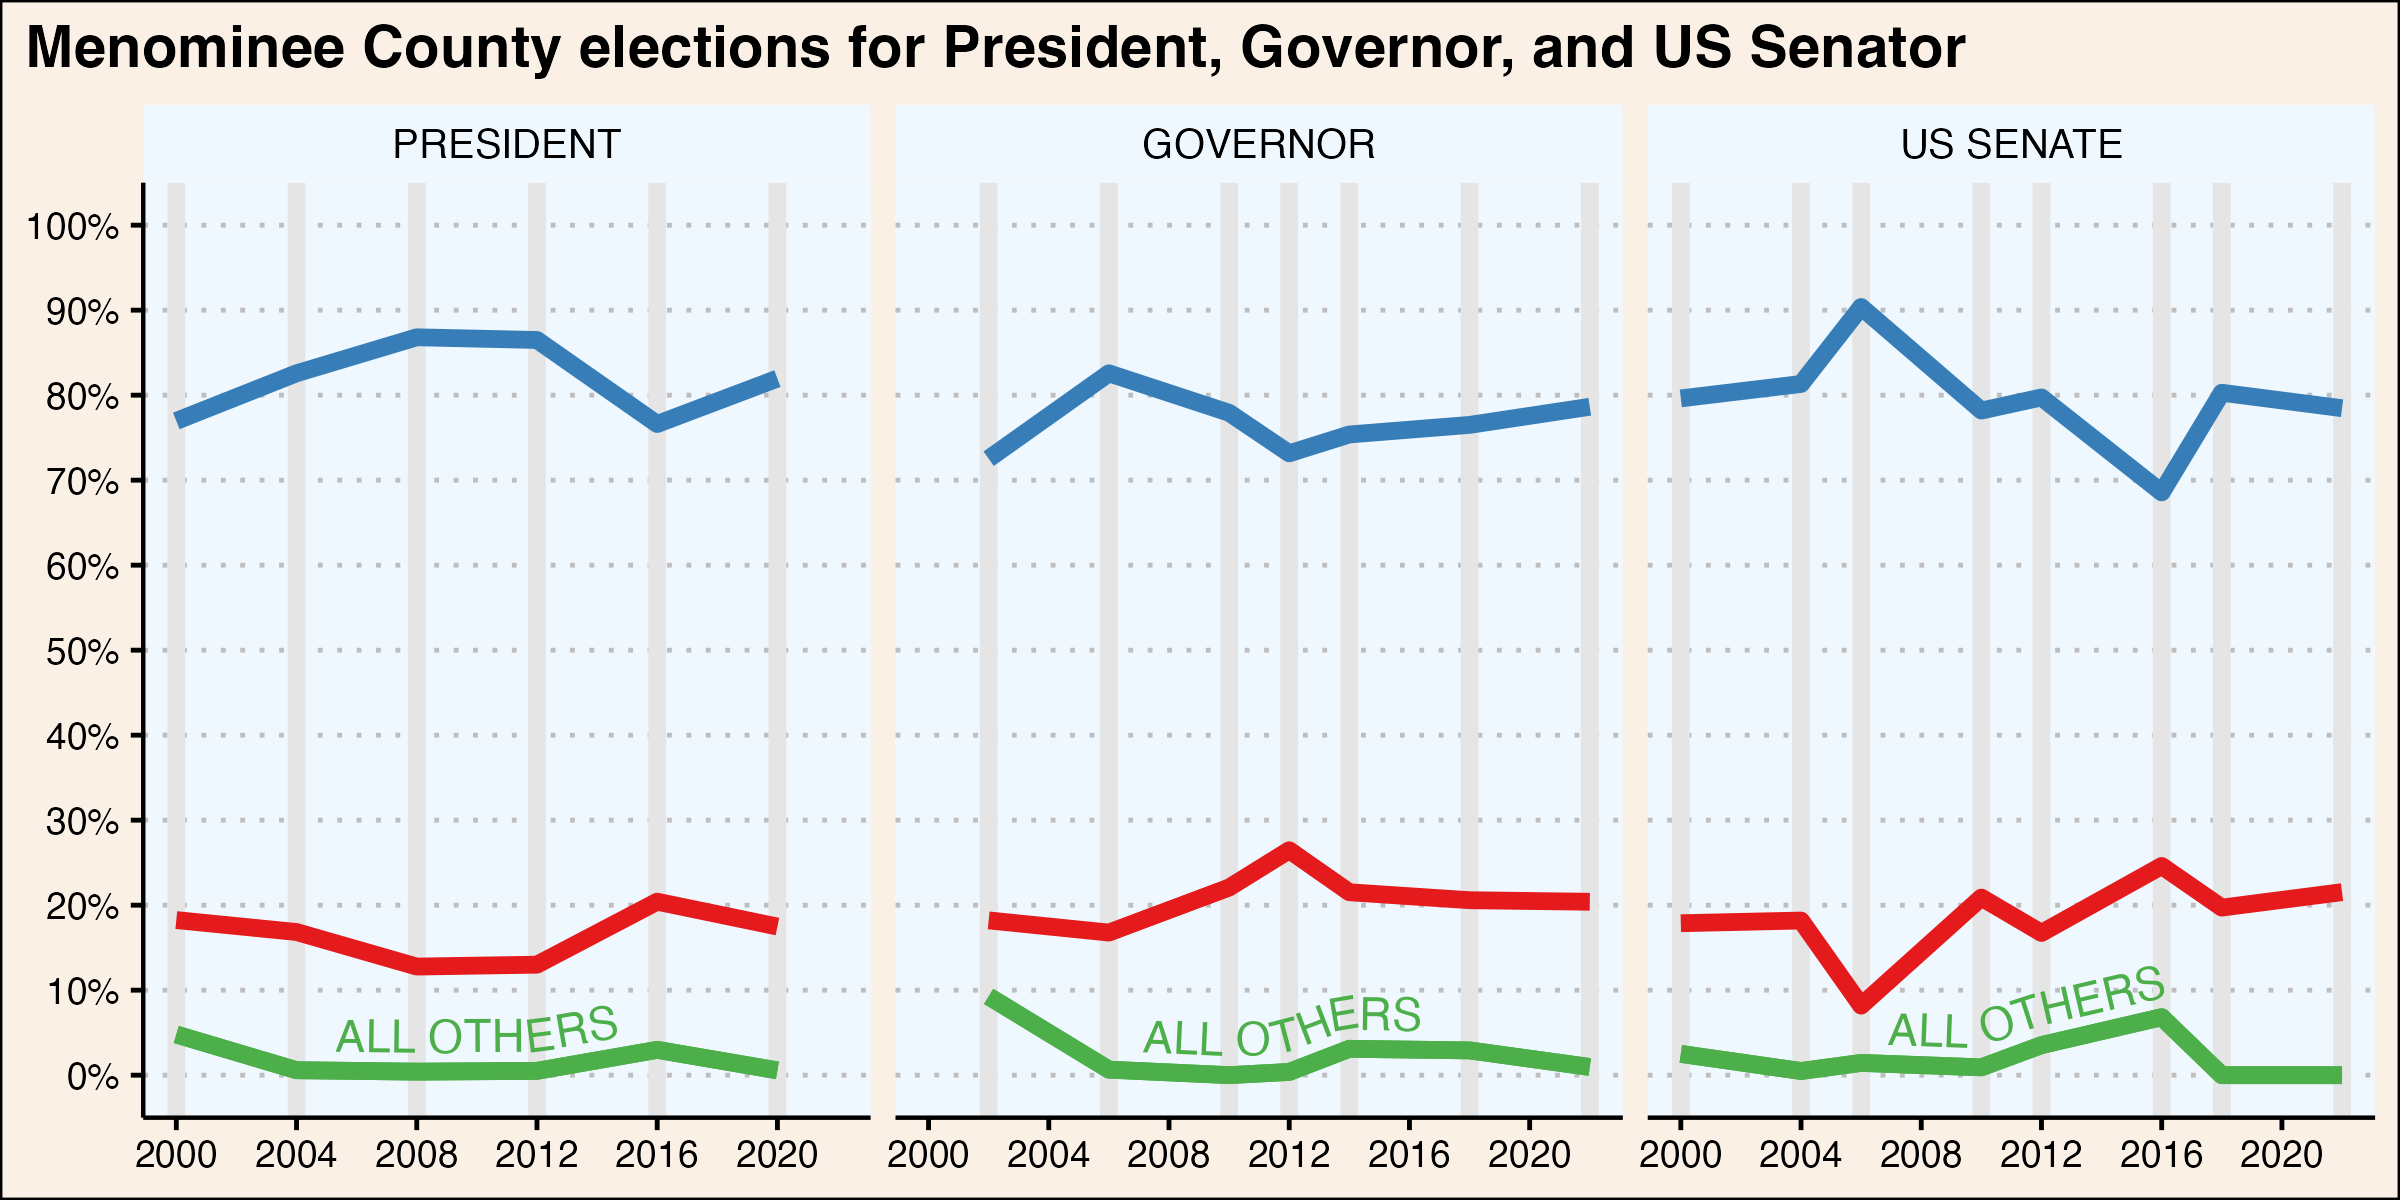 Menominee County elections for President, Governor, and US Senator
PRESIDENT GOVERNOR US SENATE
100%
90%
80%
70%
60%
50%
40%
30%
20%
10%
0%
ALL OTHERS ALL OTHERS ALL OTHERS
2000 2004 2008 2012 2016 2020 2000 2004 2008 2012 2016 2020 2000 2004 2008 2012 2016 2020